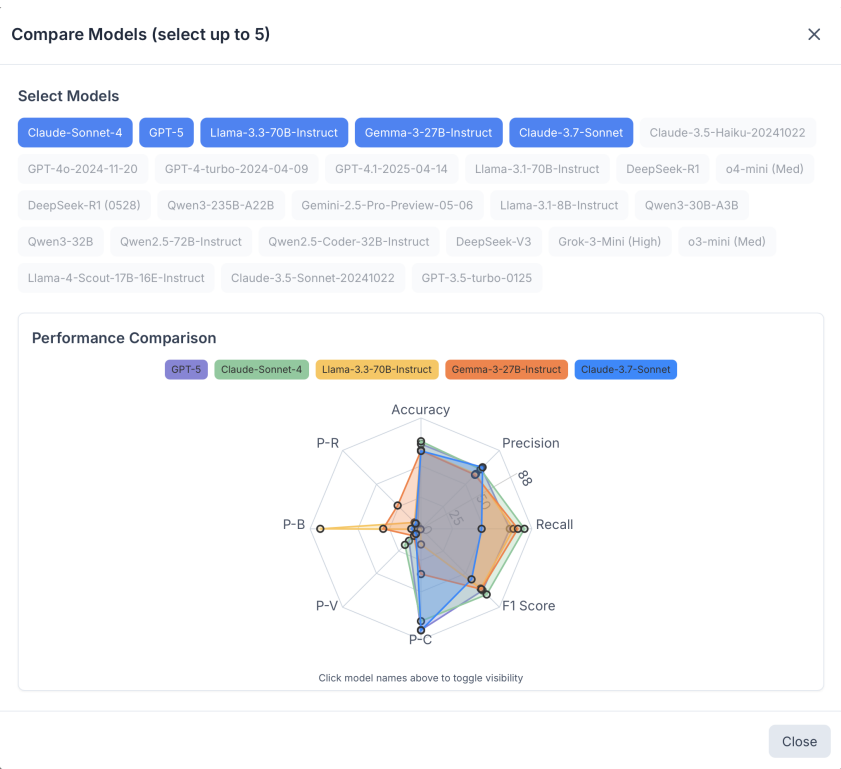 Compare Models (select up to 5)
Select Models
Claude-Sonnet-4 GPT-5 Llama-3.3-70B-Instruct Gemma-3-27B-Instruct Claude-3.7-Sonnet Claude-3.5-Haiku-20241022
GPT-4o-2024-11-20 GPT-4-turbo-2024-04-09 GPT-4.1-2025-04-14 Llama-3.1-70B-Instruct DeepSeek-R1 o4-mini (Med)
DeepSeek-R1 (0528) Qwen3-235B-A22B Gemini-2.5-Pro-Preview-05-06 Llama-3.1-8B-Instruct Qwen3-30B-A3B
Qwen3-32B Qwen2.5-72B-Instruct Qwen2.5-Coder-32B-Instruct DeepSeek-V3 Grok-3-Mini (High) o3-mini (Med)
Llama-4-Scout-17B-16E-Instruct Claude-3.5-Sonnet-20241022 GPT-3.5-turbo-0125
Performance Comparison
GPT-5 Claude-Sonnet-4 Llama-3.3-70B-Instruct Gemma-3-27B-Instruct Claude-3.7-Sonnet
Accuracy
P-R Precision
88
25
P-B Recall
P-V F1 Score
P-C
Click model names above to toggle visibility
Close